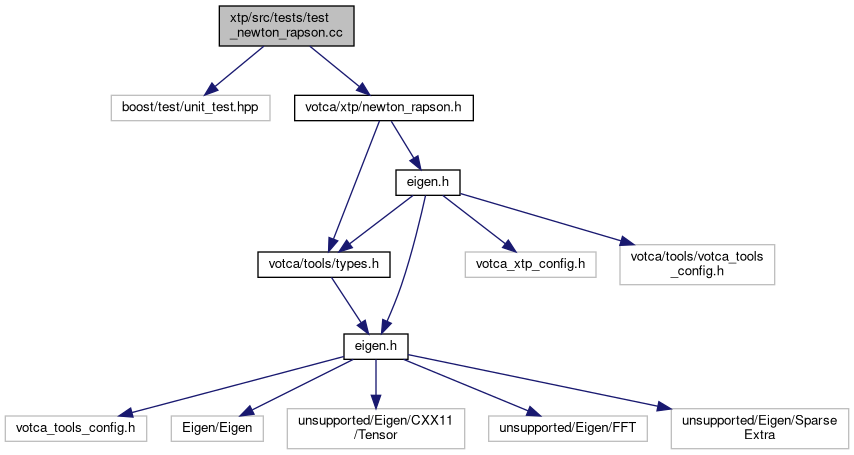 xtp/src/tests/test
_newton_rapson.cc
boost/test/unit_test.hpp
votca/xtp/newton_rapson.h
eigen.h
votca/tools/types.h
votca_xtp_config.h
votca/tools/votca_tools
_config.h
eigen.h
votca_tools_config.h
Eigen/Eigen
unsupported/Eigen/CXX11
/Tensor
unsupported/Eigen/FFT
unsupported/Eigen/Sparse
Extra